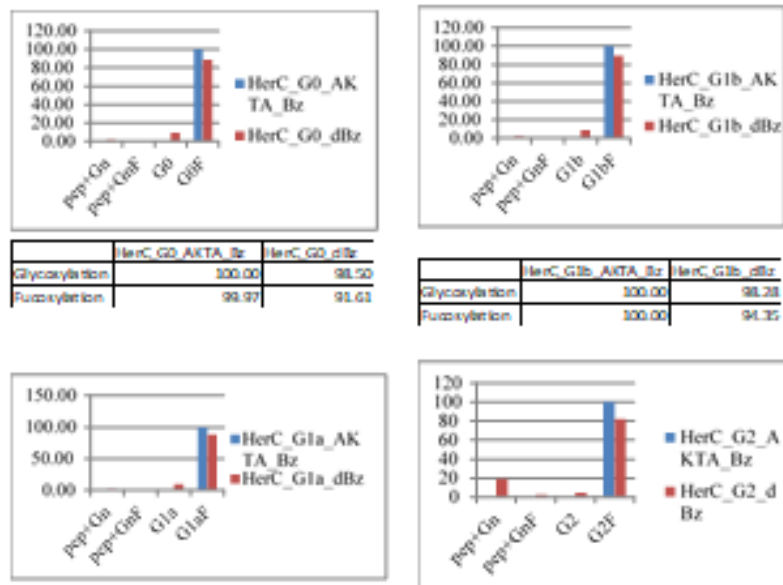 120.00
100.00
80.00
60.00
40.00
20.00
0.00
pep+Gn
pep+GnF
G0
G0F
HerC_G0_AK
TA_Bz
HerC_G0_dBz
HerC_G0_AKTA_Bz HerC_G0_dBz
Glycosylation 100.00 98.50
Fucosylation 99.97 91.61
120.00
100.00
80.00
60.00
40.00
20.00
0.00
pep+Gn
pep+GnF
G1b
G1bF
HerC_G1b_AK
TA_Bz
HerC_G1b_dBz
HerC_G1b_AKTA_Bz HerC_G1b_dBz
Glycosylation 100.00 98.28
Fucosylation 100.00 94.35
150.00
100.00
50.00
0.00
pep+Gn
pep+GnF
G1a
G1aF
HerC_G1a_AK
TA_Bz
HerC_G1a_dBz
120
100
80
60
40
20
0
pep+Gn
pep+GnF
G2
G2F
HerC_G2_A
KTA_Bz
HerC_G2_d
Bz